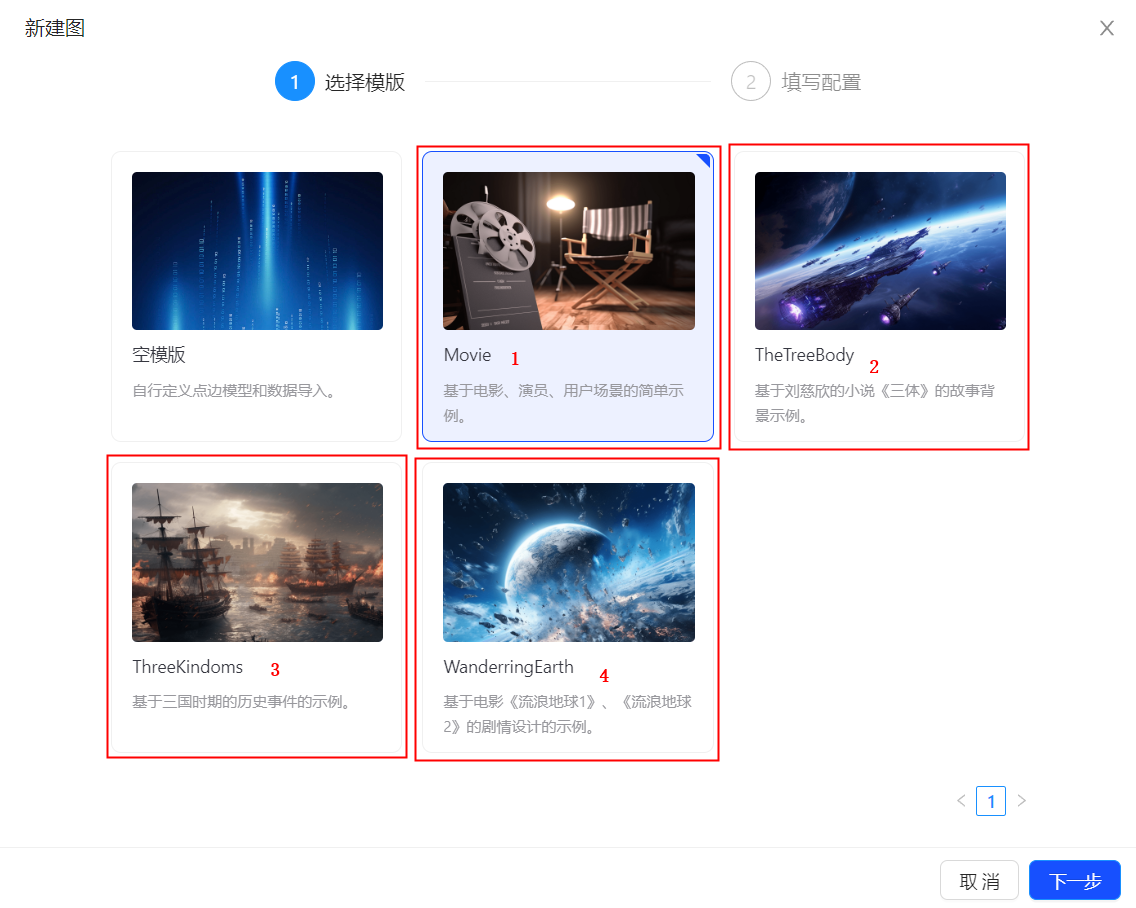 新建图
1 选择模版
2 填写配置
空模版
自行定义点边模型和数据导入。
Movie 1
基于电影、演员、用户场景的简单示
例。
TheTreeBody 2
基于刘慈欣的小说《三体》的故事背
景示例。
ThreeKindoms 3
基于三国时期的历史事件的示例。
WanderringEarth 4
基于电影《流浪地球1》、《流浪地球
2》的剧情设计的示例。
< 1 >
取 消
下一步